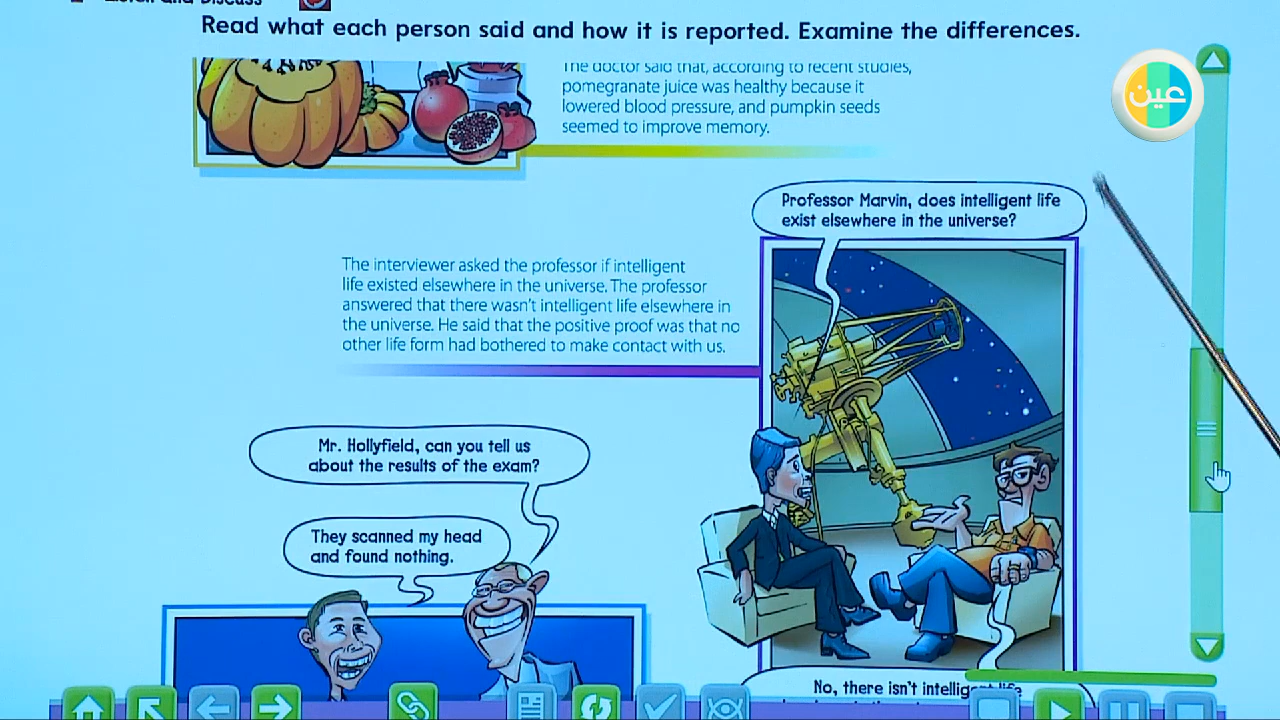 Listen and Discuss
Read what each person said and how it is reported. Examine the differences.
عين
The doctor said that, according to recent studies,
pomegranate juice was healthy because it
lowered blood pressure, and pumpkin seeds
seemed to improve memory.
Professor Marvin, does intelligent life
exist elsewhere in the universe?
The interviewer asked the professor if intelligent
life existed elsewhere in the universe. The professor
answered that there wasn't intelligent life elsewhere in
the universe. He said that the positive proof was that no
other life form had bothered to make contact with us.
Mr. Hollyfield, can you tell us
about the results of the exam?
They scanned my head
and found nothing.
No, there isn't intelligent life